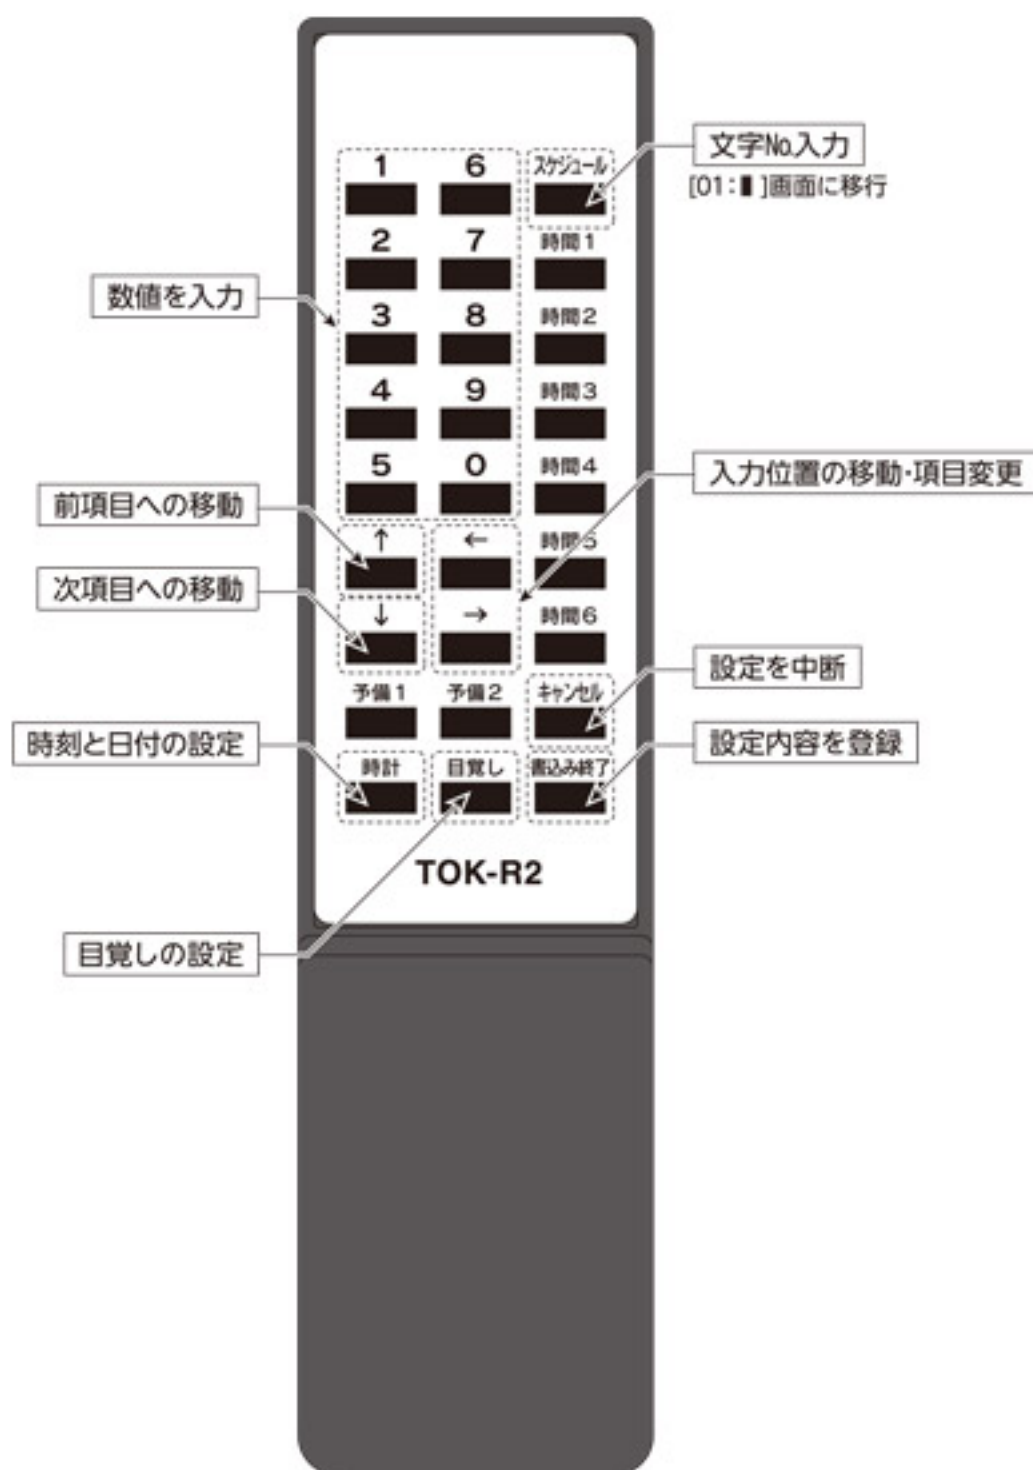 文字No.入力
[01:▮ ]画面に移行
1 6 スケジュール
2 7 時間1
数値を入力
3 8 時間2
4 9 時間3
5 0 時間4
入力位置の移動・項目変更
前項目への移動
↑ ← 時間5
次項目への移動
↓ → 時間6
設定を中断
予備1 予備2 キャンセル
時刻と日付の設定
設定内容を登録
時計 目覚し 書込み終了
TOK-R2
目覚しの設定